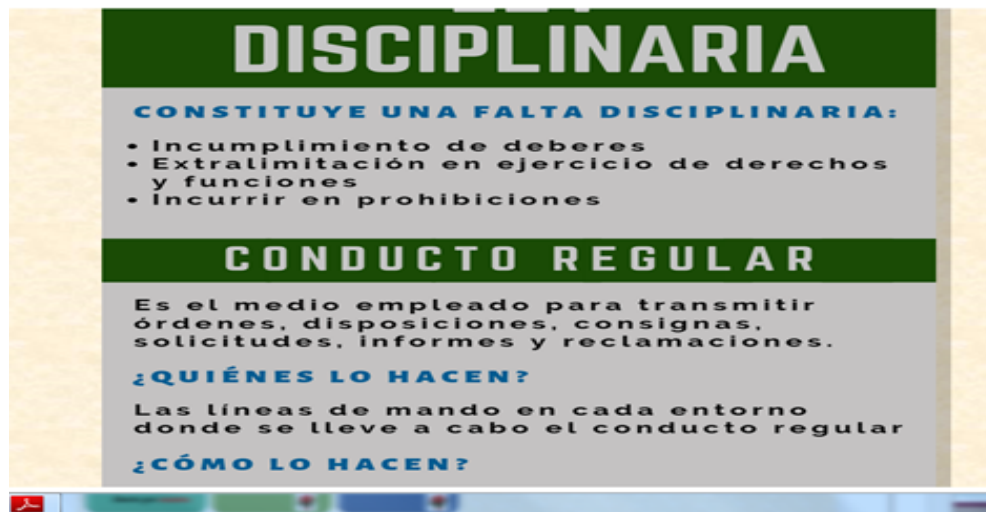 DISCIPLINARIA
CONSTITUYE UNA FALTA DISCIPLINARIA:
• Incumplimiento de deberes
• Extralimitación en ejercicio de derechos
y funciones
• Incurrir en prohibiciones
CONDUCTO REGULAR
Es el medio empleado para transmitir
órdenes, disposiciones, consignas,
solicitudes, informes y reclamaciones.
¿QUIÉNES LO HACEN?
Las líneas de mando en cada entorno
donde se lleve a cabo el conducto regular
¿CÓMO LO HACEN?